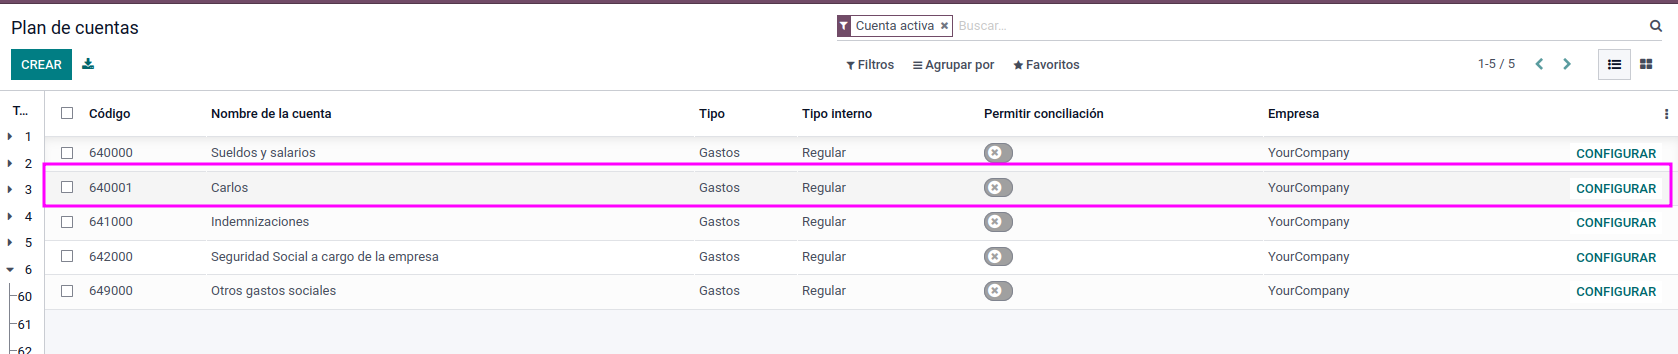 Plan de cuentas
Cuenta activa × Buscar...
CREAR
Filtros Agrupar por Favoritos
1-5 / 5
T...
1
2
3
4
5
6
60
61
62
Código Nombre de la cuenta Tipo Tipo interno Permitir conciliación Empresa
640000 Sueldos y salarios Gastos Regular YourCompany CONFIGURAR
640001 Carlos Gastos Regular YourCompany CONFIGURAR
641000 Indemnizaciones Gastos Regular YourCompany CONFIGURAR
642000 Seguridad Social a cargo de la empresa Gastos Regular YourCompany CONFIGURAR
649000 Otros gastos sociales Gastos Regular YourCompany CONFIGURAR